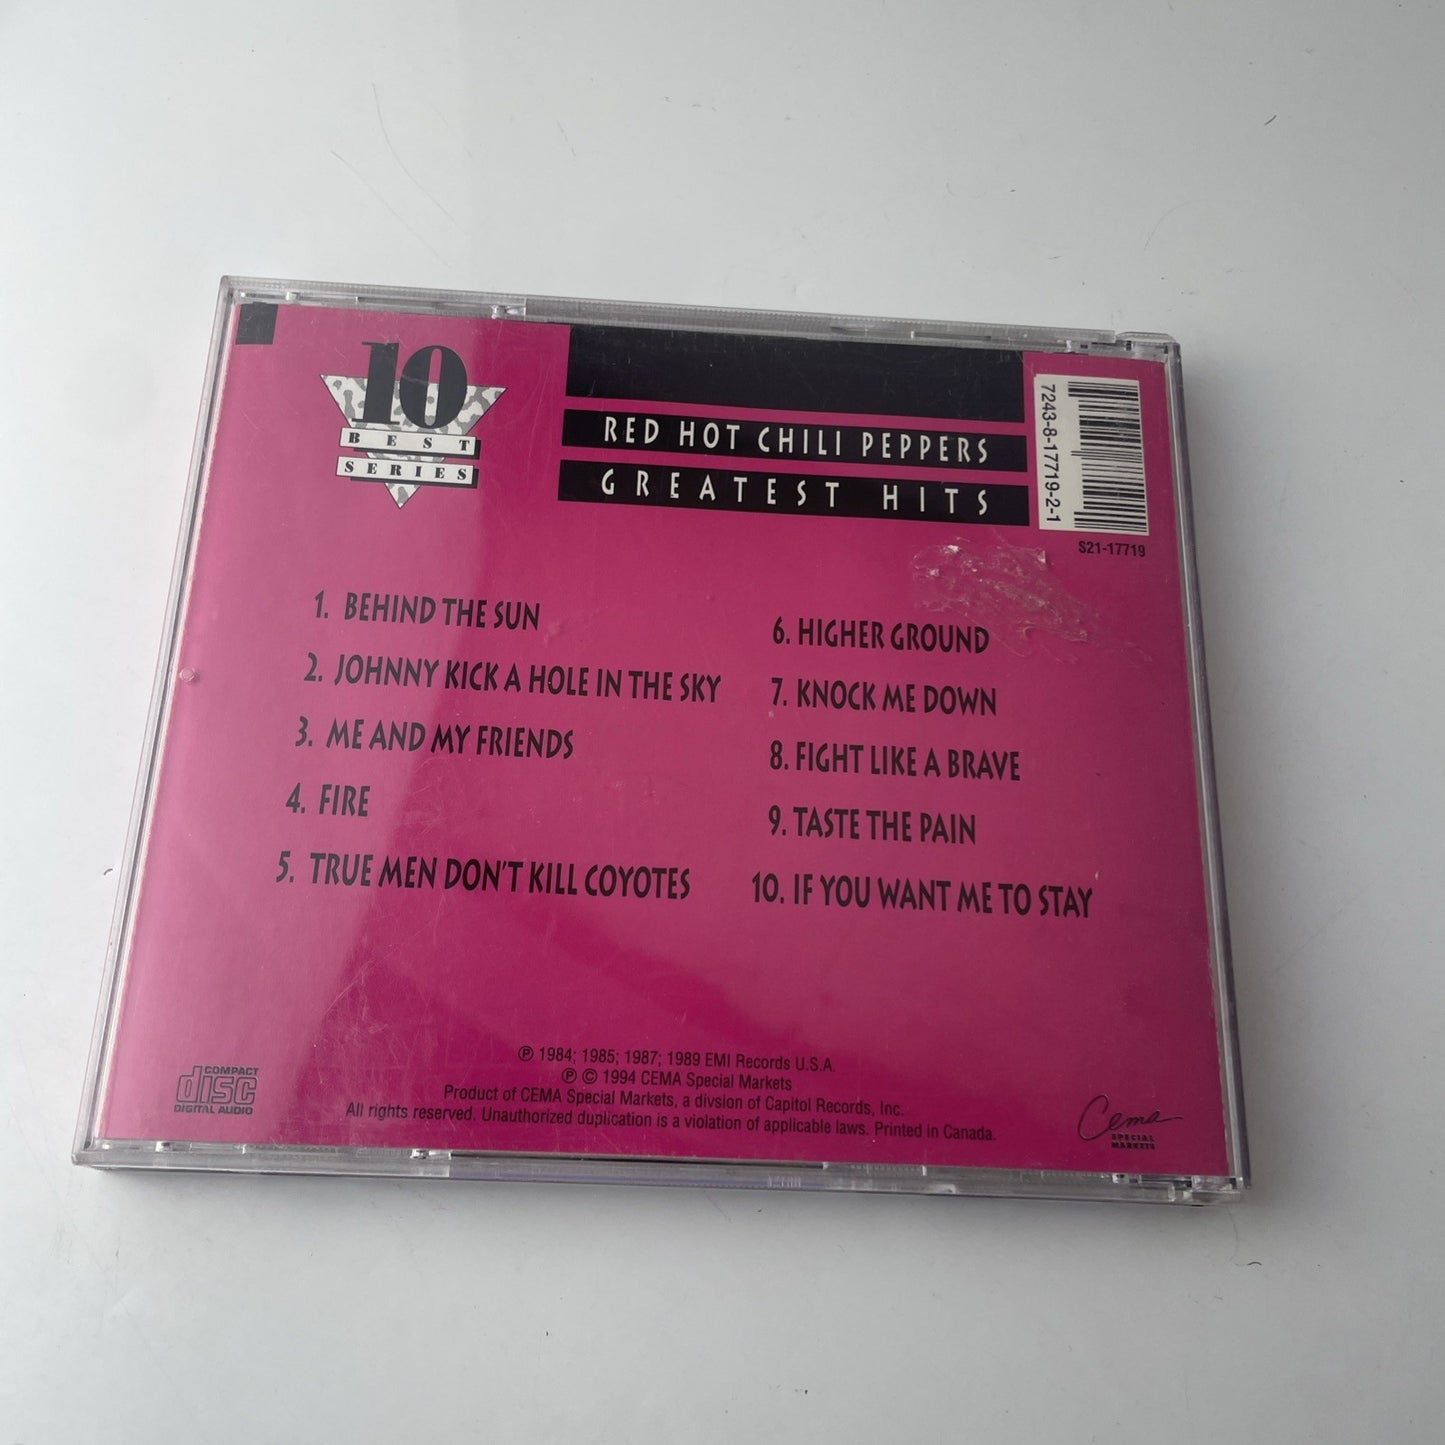 10
BEST
SERIES
RED HOT CHILI PEPPERS
GREATEST HITS
7243-8-17719-2-1
S21-17719
1. BEHIND THE SUN
2. JOHNNY KICK A HOLE IN THE SKY
3. ME AND MY FRIENDS
4. FIRE
5. TRUE MEN DON'T KILL COYOTES
6. HIGHER GROUND
7. KNOCK ME DOWN
8. FIGHT LIKE A BRAVE
9. TASTE THE PAIN
10. IF YOU WANT ME TO STAY
℗ 1984; 1985; 1987; 1989 EMI Records U.S.A.
℗ © 1994 CEMA Special Markets
Product of CEMA Special Markets, a division of Capitol Records, Inc.
All rights reserved. Unauthorized duplication is a violation of applicable laws. Printed in Canada.
COMPACT
disc
DIGITAL AUDIO
Cema
SPECIAL
MARKETS